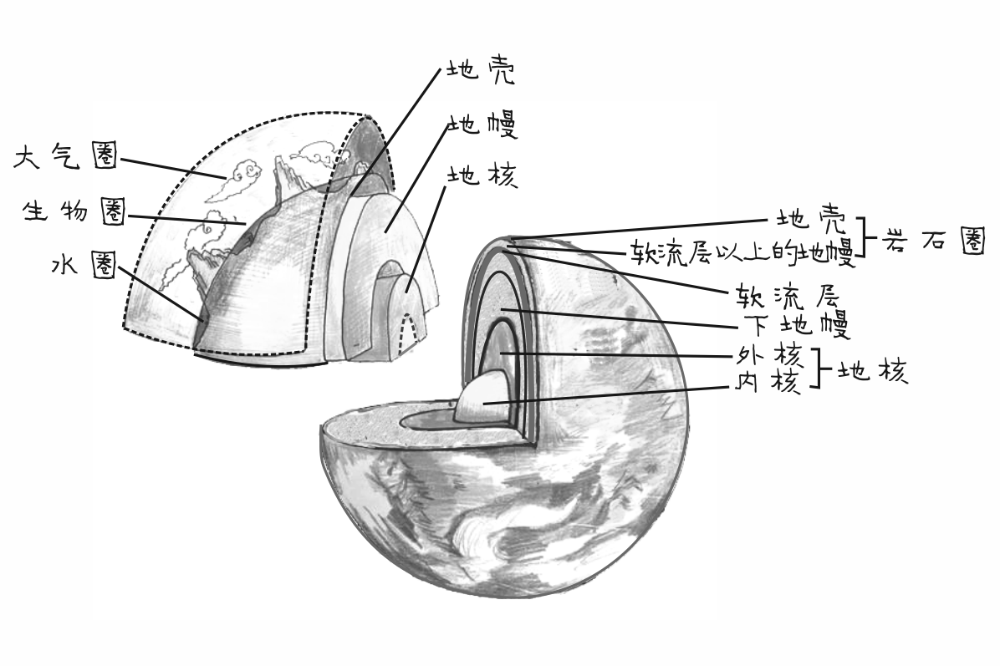 地壳
地幔
地核
大气圈
生物圈
水圈
地壳
软流层以上的地幔
岩石圈
软流层
下地幔
外核
内核
地核